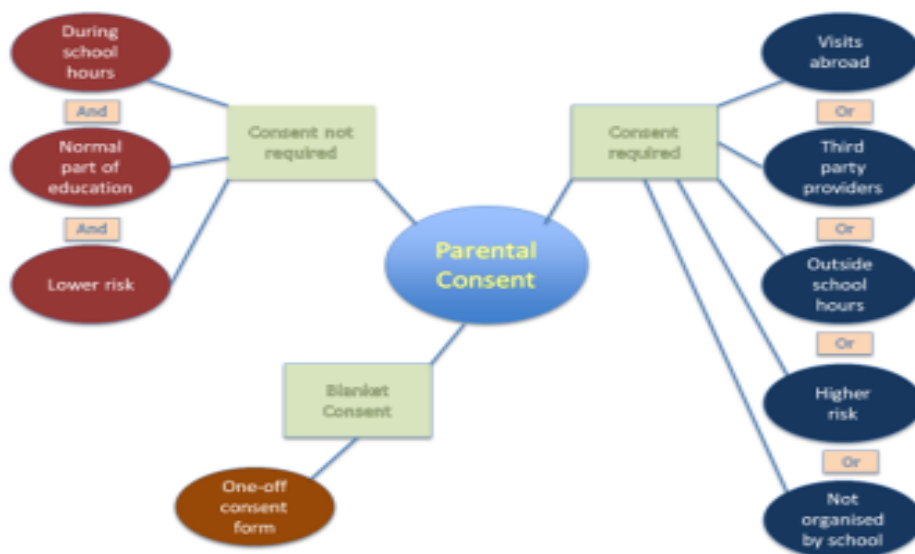 During
school
hours
And
Normal
part of
education
And
Lower risk
Consent not
required
Parental
Consent
Blanket
Consent
One-off
consent
form
Consent
required
Visits
abroad
Or
Third
party
providers
Or
Outside
school
hours
Or
Higher
risk
Or
Not
organised
by school